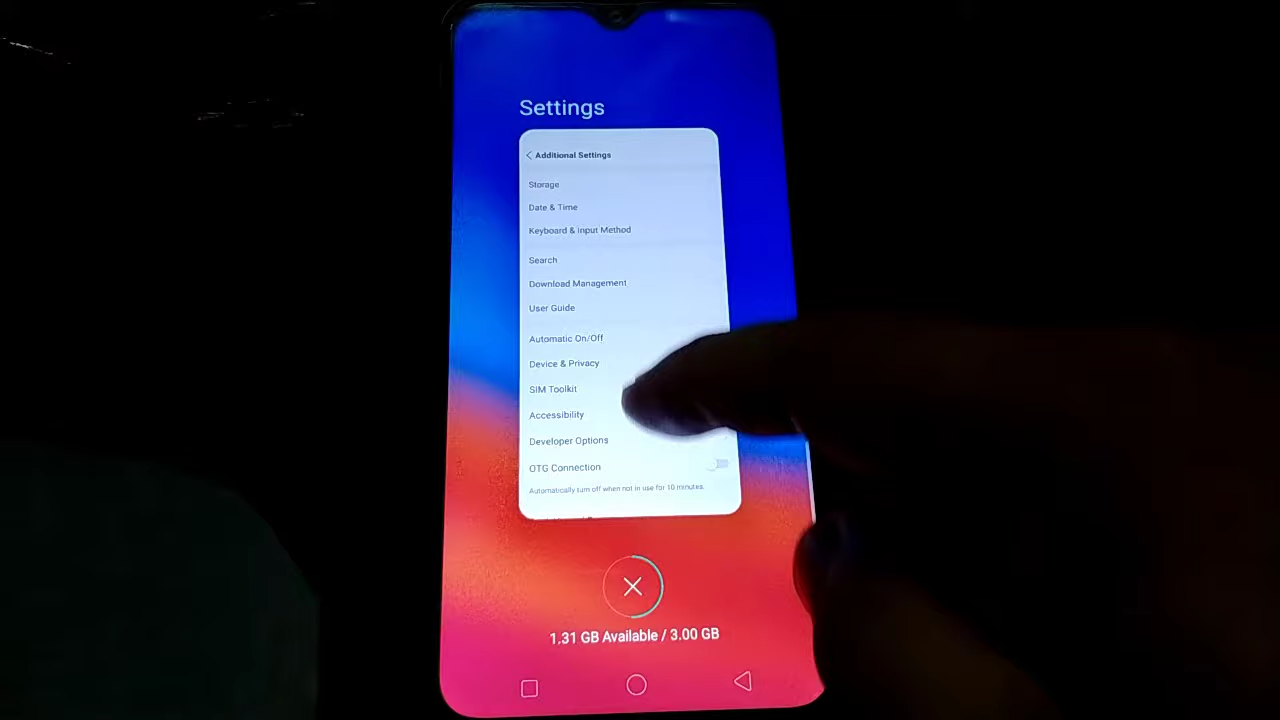 Settings
Additional Settings
Storage
Date & Time
Keyboard & Input Method
Search
Download Management
User Guide
Automatic On/Off
Device & Privacy
SIM Toolkit
Accessibility
Developer Options
OTG Connection
Automatically turn off when not in use for 10 minutes.
1.31 GB Available / 3.00 GB